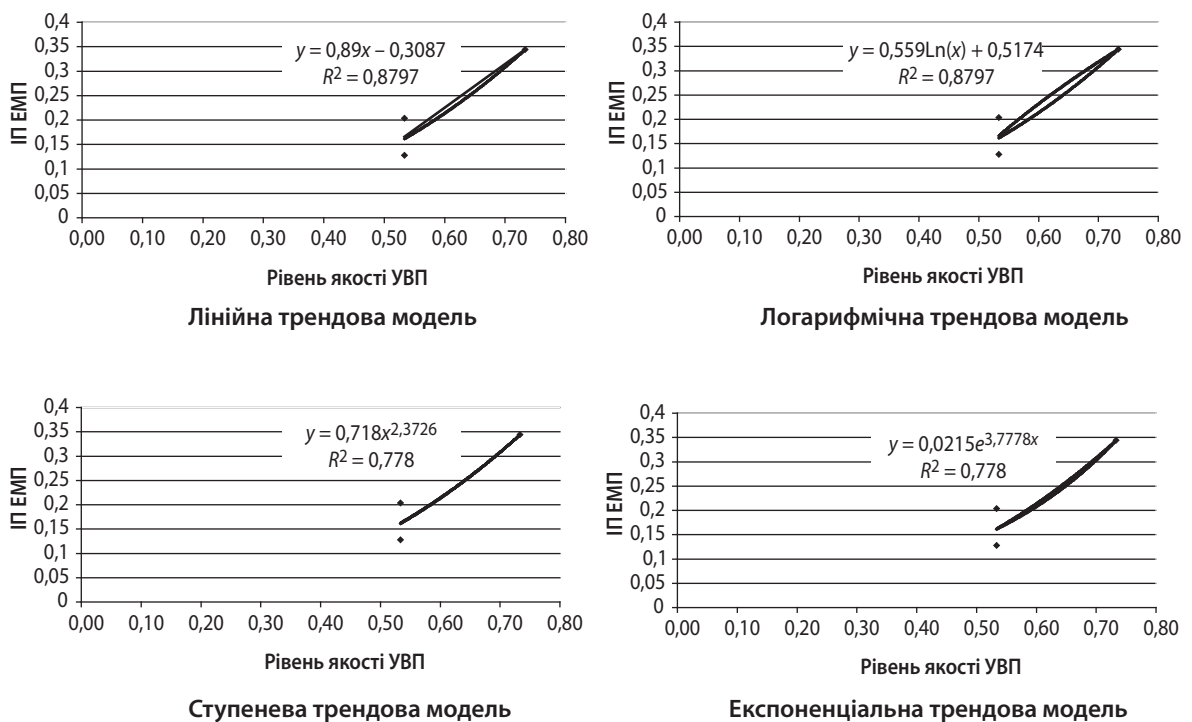 0,4
0,35
0,3
0,25
0,2
0,15
0,1
0,05
0
ІП ЕМП
y = 0,89x – 0,3087
R² = 0,8797
0,00 0,10 0,20 0,30 0,40 0,50 0,60 0,70 0,80
Рівень якості УВП
Лінійна трендова модель
0,4
0,35
0,3
0,25
0,2
0,15
0,1
0,05
0
ІП ЕМП
y = 0,559Ln(x) + 0,5174
R² = 0,8797
0,00 0,10 0,20 0,30 0,40 0,50 0,60 0,70 0,80
Рівень якості УВП
Логарифмічна трендова модель
0,4
0,35
0,3
0,25
0,2
0,15
0,1
0,05
0
ІП ЕМП
y = 0,718x^2,3726
R² = 0,778
0,00 0,10 0,20 0,30 0,40 0,50 0,60 0,70 0,80
Рівень якості УВП
Ступенева трендова модель
0,4
0,35
0,3
0,25
0,2
0,15
0,1
0,05
0
ІП ЕМП
y = 0,0215e^3,7778x
R² = 0,778
0,00 0,10 0,20 0,30 0,40 0,50 0,60 0,70 0,80
Рівень якості УВП
Експоненціальна трендова модель